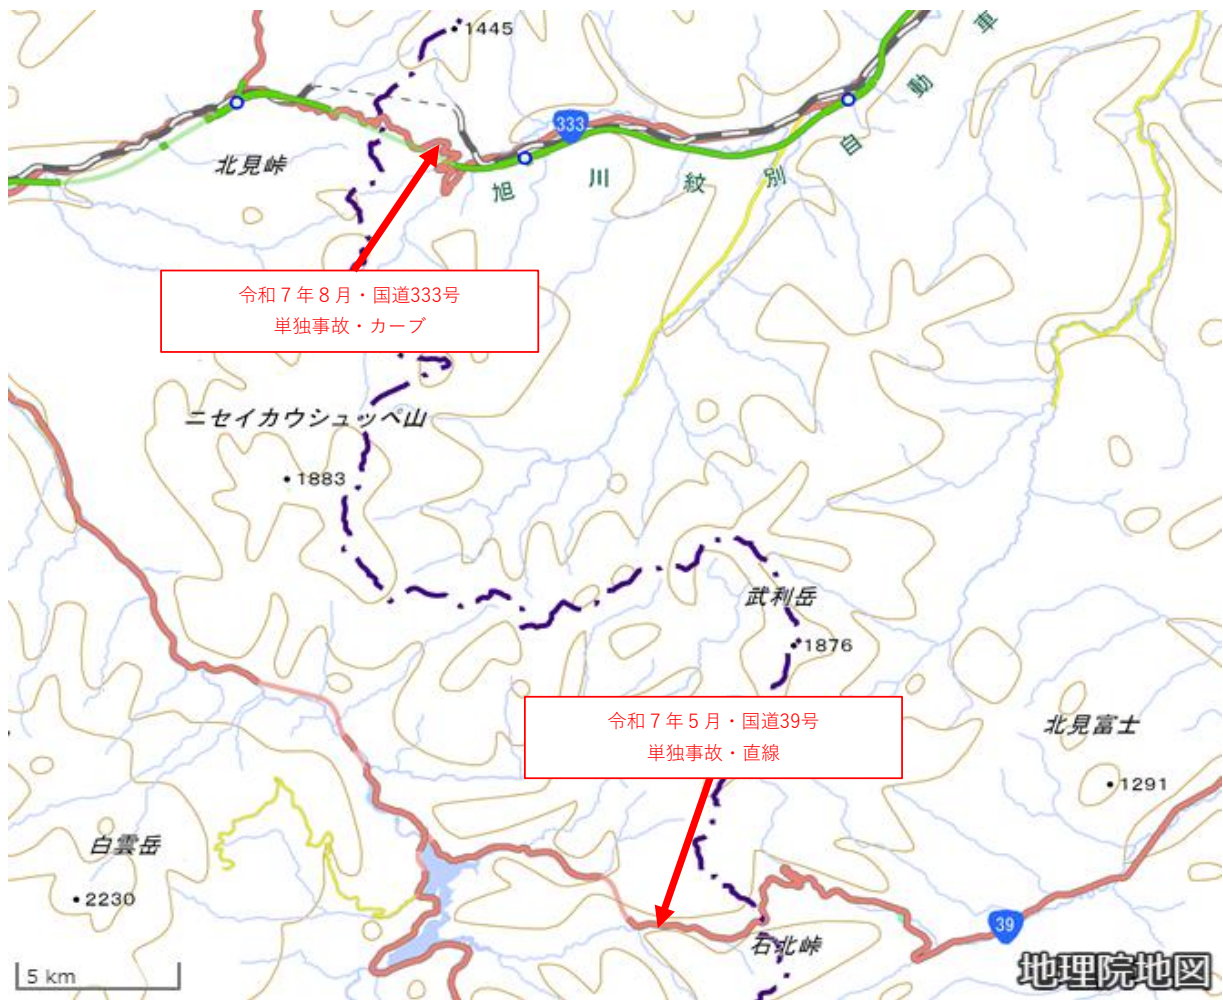 1445
333
北見峠
旭川紋別自動車
令和７年８月・国道333号
単独事故・カーブ
ニセイカウシュッペ山
1883
武利岳
1876
令和７年５月・国道39号
単独事故・直線
北見富士
1291
白雲岳
2230
39
石北峠
5 km
地理院地図